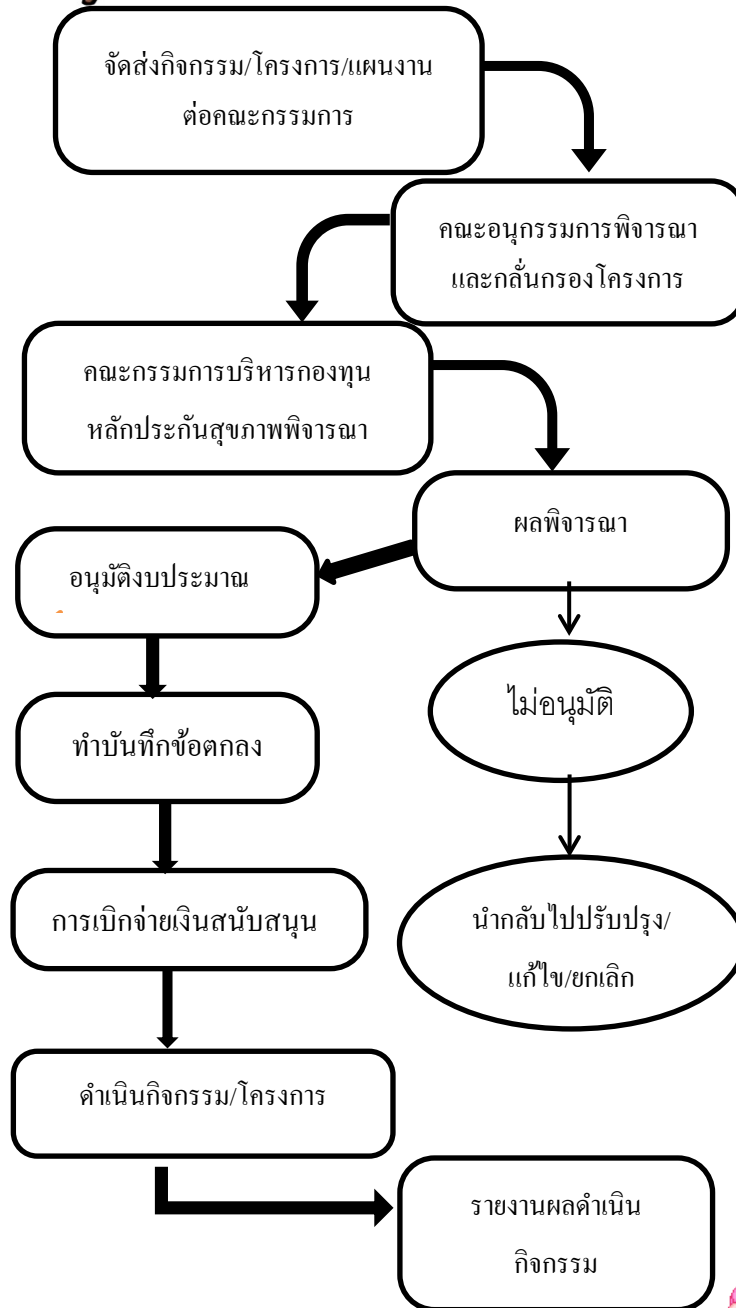 จัดส่งกิจกรรม/โครงการ/แผนงาน
ต่อคณะกรรมการ
คณะอนุกรรมการพิจารณา
และกลั่นกรองโครงการ
คณะกรรมการบริหารกองทุน
หลักประกันสุขภาพพิจารณา
ผลพิจารณา
อนุมัติงบประมาณ
ไม่อนุมัติ
ทำบันทึกข้อตกลง
การเบิกจ่ายเงินสนับสนุน
นำกลับไปปรับปรุง/
แก้ไข/ยกเลิก
ดำเนินกิจกรรม/โครงการ
รายงานผลดำเนิน
กิจกรรม